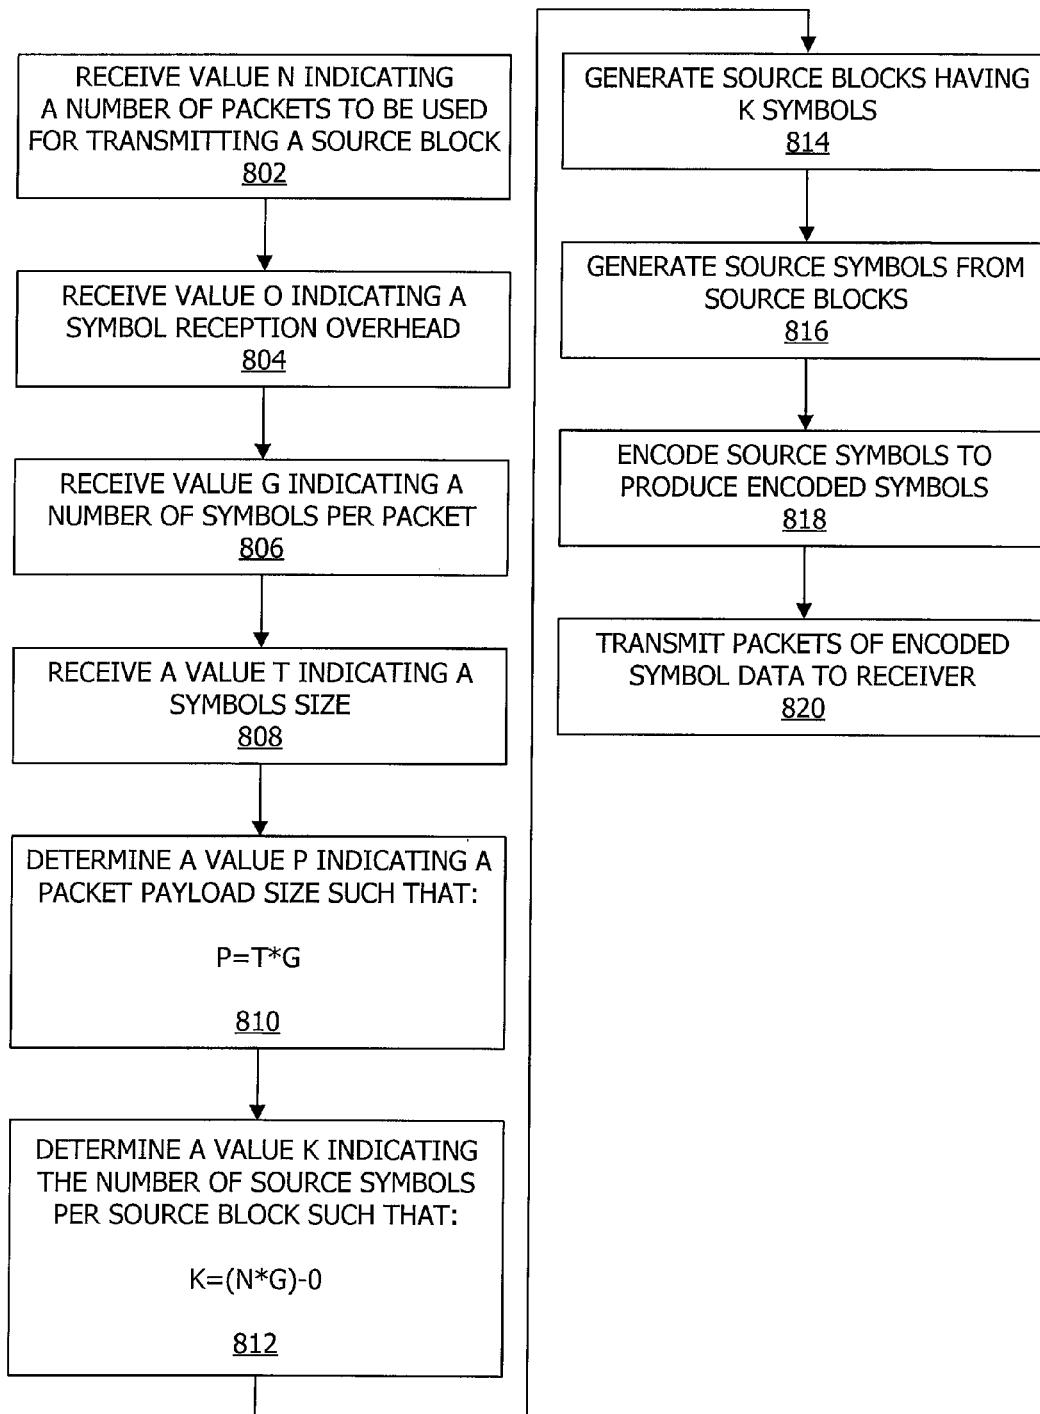 RECEIVE VALUE N INDICATING
A NUMBER OF PACKETS TO BE USED
FOR TRANSMITTING A SOURCE BLOCK
802
RECEIVE VALUE O INDICATING A
SYMBOL RECEPTION OVERHEAD
804
RECEIVE VALUE G INDICATING A
NUMBER OF SYMBOLS PER PACKET
806
RECEIVE A VALUE T INDICATING A
SYMBOLS SIZE
808
DETERMINE A VALUE P INDICATING A
PACKET PAYLOAD SIZE SUCH THAT:
P=T*G
810
DETERMINE A VALUE K INDICATING
THE NUMBER OF SOURCE SYMBOLS
PER SOURCE BLOCK SUCH THAT:
K=(N*G)-0
812
GENERATE SOURCE BLOCKS HAVING
K SYMBOLS
814
GENERATE SOURCE SYMBOLS FROM
SOURCE BLOCKS
816
ENCODE SOURCE SYMBOLS TO
PRODUCE ENCODED SYMBOLS
818
TRANSMIT PACKETS OF ENCODED
SYMBOL DATA TO RECEIVER
820